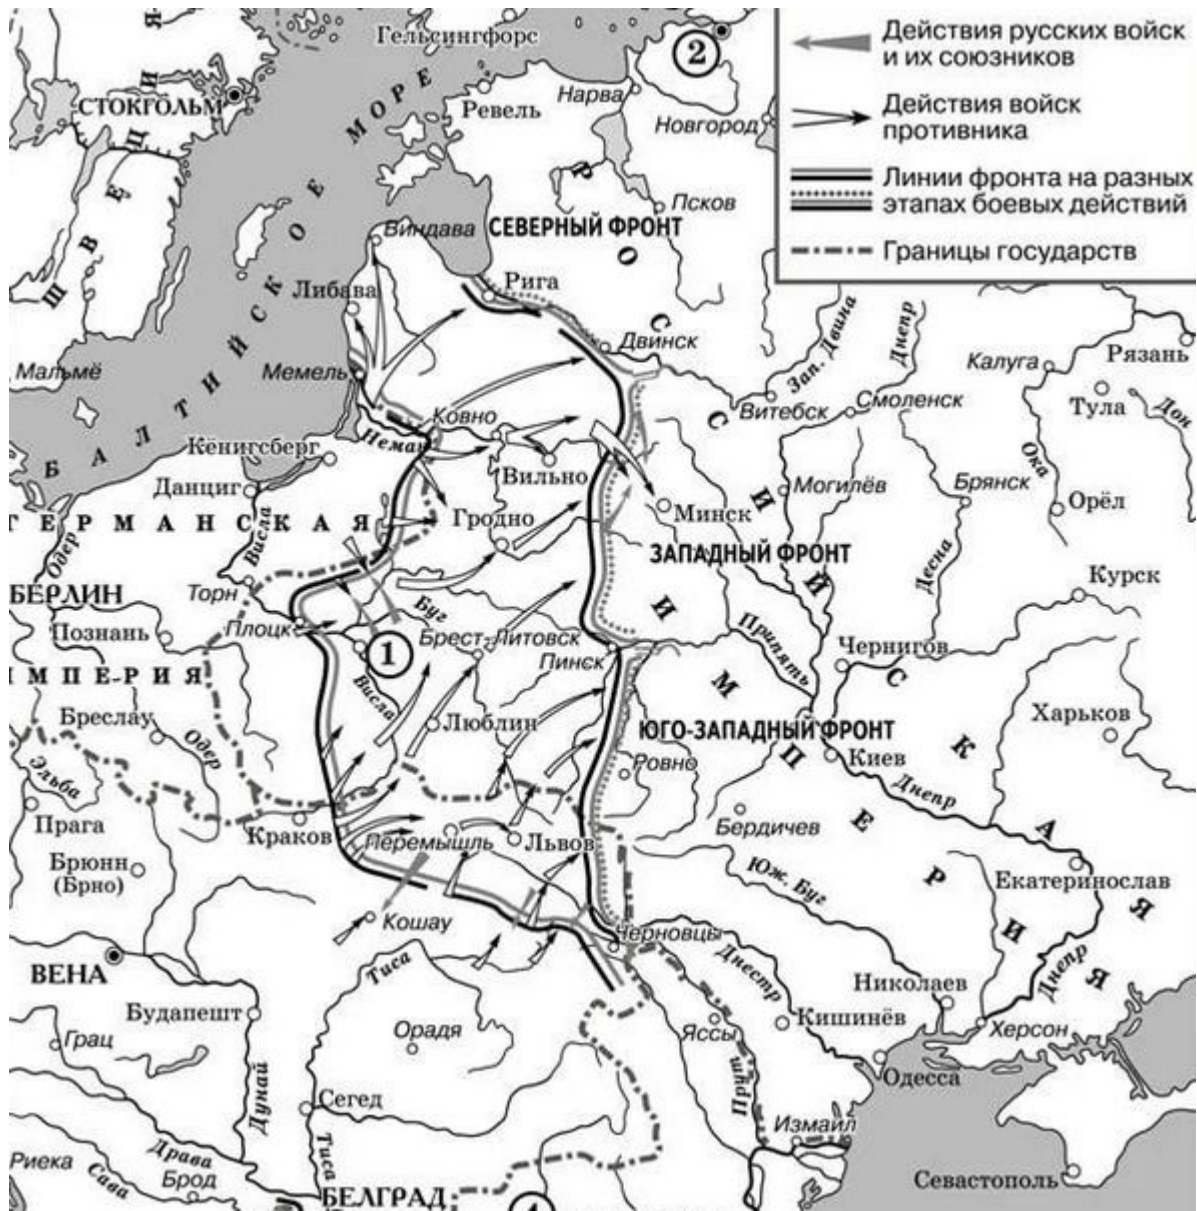 Действия русских войск
и их союзников
Действия войск
противника
Линии фронта на разных
этапах боевых действий
Границы государств
Гельсингфорс
2
СТОКГОЛЬМ
Ревель
Нарва
Новгород
Псков
ШВЕЦИЯ
БАЛТИЙСКОЕ МОРЕ
РОССИЙСКАЯ
ИМПЕРИЯ
Виндава
СЕВЕРНЫЙ ФРОНТ
Либава
Рига
Двинск
Зап. Двина
Днепр
Калуга
Рязань
Мальмё
Мемель
Витебск
Смоленск
Тула
Дон
Ковно
Неман
Кёнигсберг
Вильно
Ока
Данциг
Могилёв
Брянск
Орёл
ГЕРМАНСКАЯ
ИМПЕРИЯ
Гродно
Минск
Одер
Висла
ЗАПАДНЫЙ ФРОНТ
Десна
БЕРЛИН
Торн
Курск
Познань
Плоцк
Буг
Брест-Литовск
Пинск
Припять
Чернигов
1
Висла
Бреслау
Одер
Люблин
ЮГО-ЗАПАДНЫЙ ФРОНТ
Харьков
Эльба
Ровно
Киев
Днепр
Прага
Краков
Перемышль
Львов
Бердичев
Брюнн
(Брно)
Юж. Буг
Екатеринослав
Кошау
Черновцы
ВЕНА
Тиса
Днестр
Днепр
Николаев
Будапешт
Херсон
Грац
Орадя
Яссы
Кишинёв
Одесса
Дунай
Сегед
Прут
Измаил
Драва
Тиса
Риека
Сава
Брод
БЕЛГРАД
Севастополь